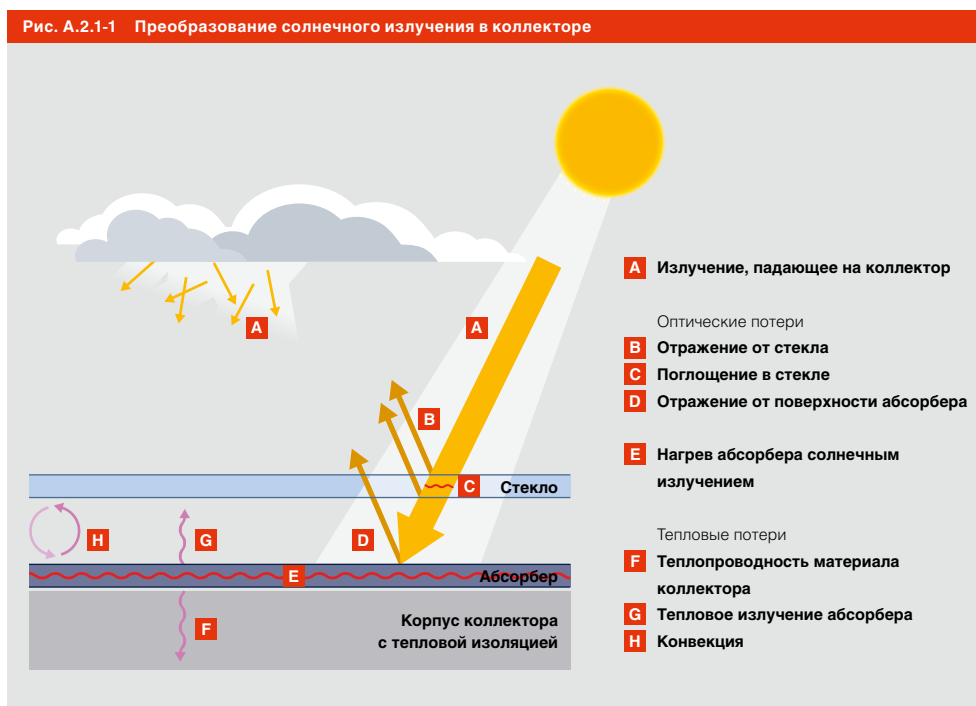 Рис. A.2.1-1 Преобразование солнечного излучения в коллекторе
A
A
B
C
Стекло
H
G
D
E
Абсорбер
F
Корпус коллектора
с тепловой изоляцией
A Излучение, падающее на коллектор
Оптические потери
B Отражение от стекла
C Поглощение в стекле
D Отражение от поверхности абсорбера
E Нагрев абсорбера солнечным
излучением
Тепловые потери
F Теплопроводность материала
коллектора
G Тепловое излучение абсорбера
H Конвекция